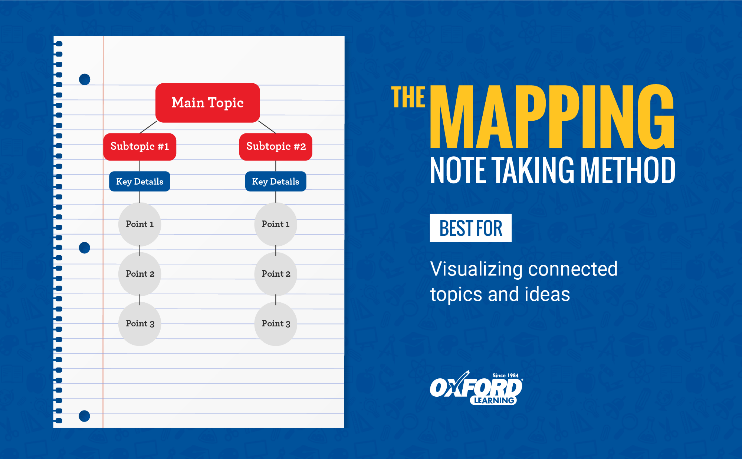 Main Topic
Subtopic #1
Key Details
Point 1
Point 2
Point 3
Subtopic #2
Key Details
Point 1
Point 2
Point 3
THE MAPPING
NOTE TAKING METHOD
BEST FOR
Visualizing connected
topics and ideas
Since 1984
OXFORD
LEARNING